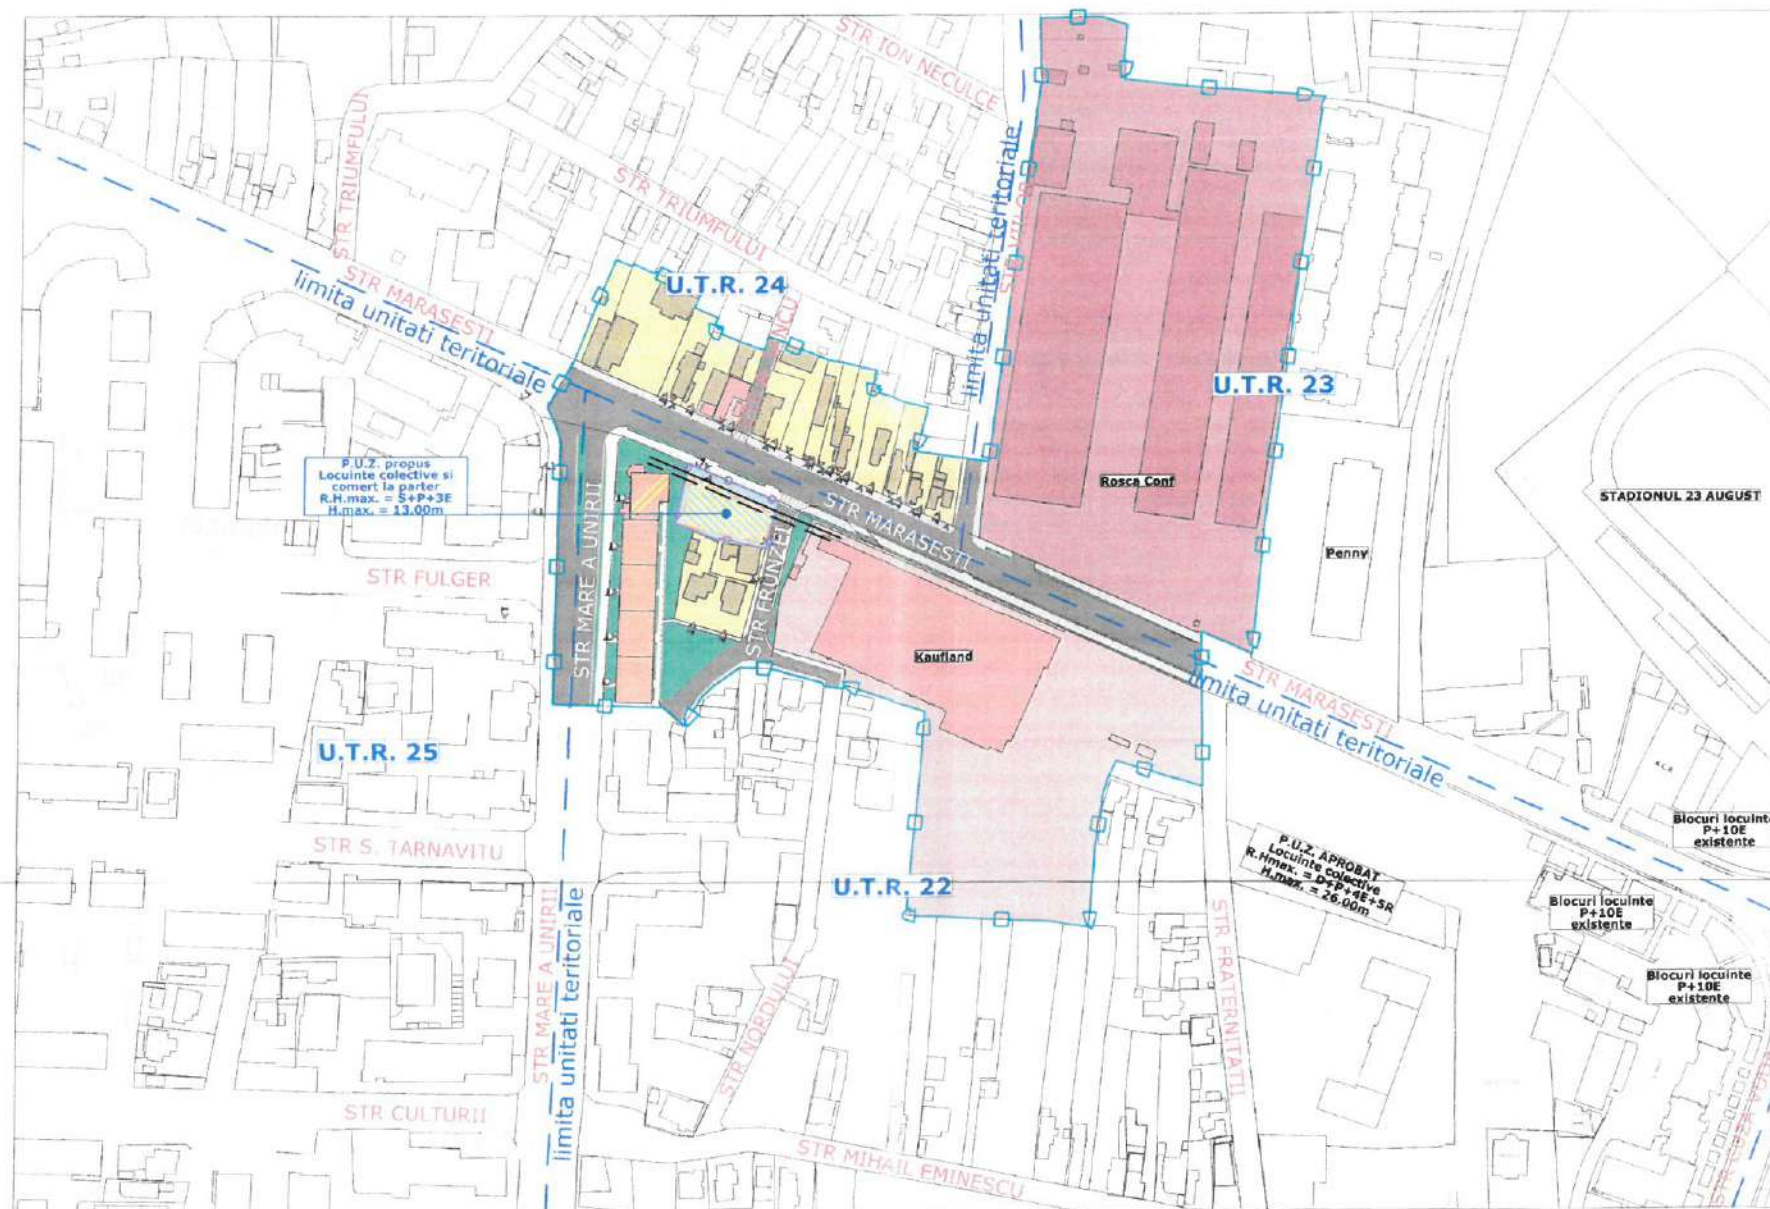 STR ION NECULCE
STR TRIUMFULUI
STR TRIUMFULUI
limita unitati teritoriale
STR MARASESTI
limita unitati teritoriale
U.T.R. 24
U.T.R. 23
P.U.Z. propus
Locuinte colective si
comert la parter
R.H.max. = S+P+3E
H.max. = 13.00m
Rosca Conf
STADIONUL 23 AUGUST
Penny
STR MARASESTI
STR FULGER
STR MARE A UNIRII
STR FRUNZEI
Kaufland
STR MARASESTI
limita unitati teritoriale
U.T.R. 25
STR S. TARNAVITU
U.T.R. 22
P.U.Z. APROBAT
Locuinte colective
R.Hmax. = D+P+4E+5R
H.max. = 26.00m
Blocuri locuinte
P+10E
existente
Blocuri locuinte
P+10E
existente
Blocuri locuinte
P+10E
existente
STR MARE A UNIRII
limita unitati teritoriale
STR NORDULUI
STR FRATERNITATII
STR CULTURII
STR MIHAIL EMINESCU